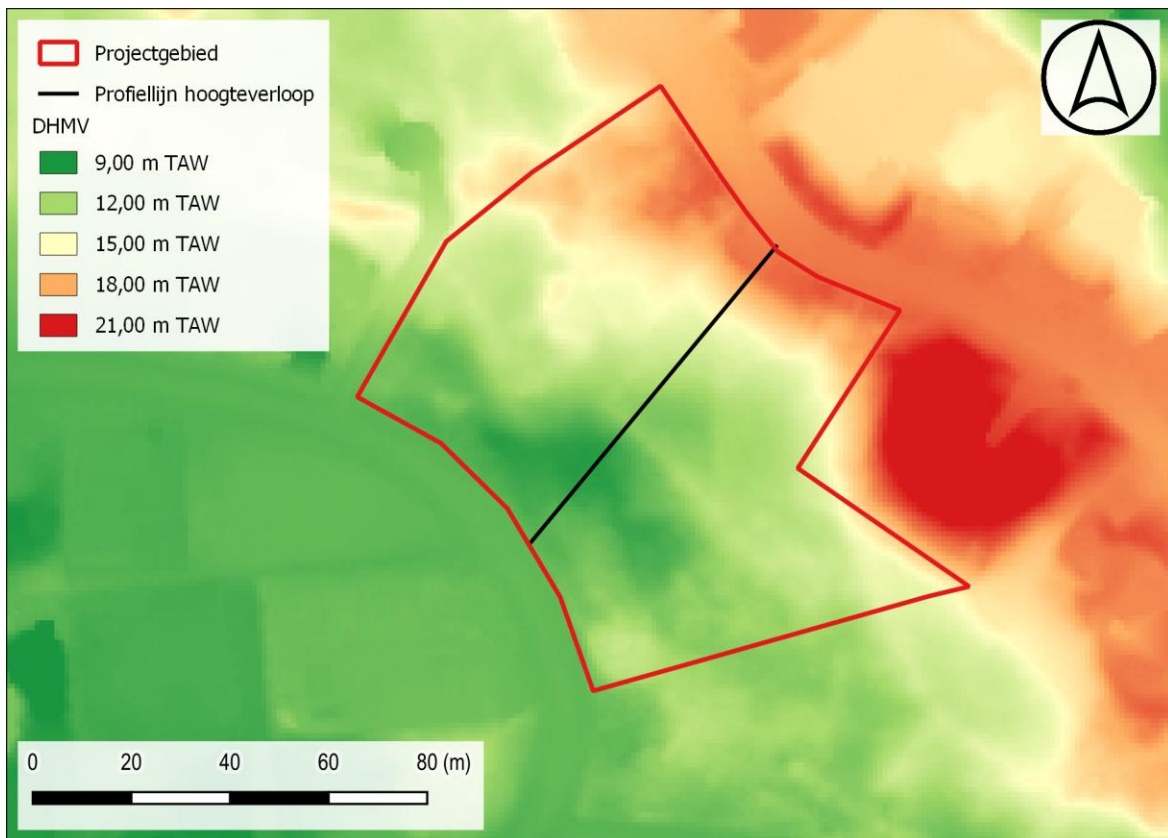 Projectgebied
Profiellijn hoogteverloop
DHMV
9,00 m TAW
12,00 m TAW
15,00 m TAW
18,00 m TAW
21,00 m TAW
0 20 40 60 80 (m)